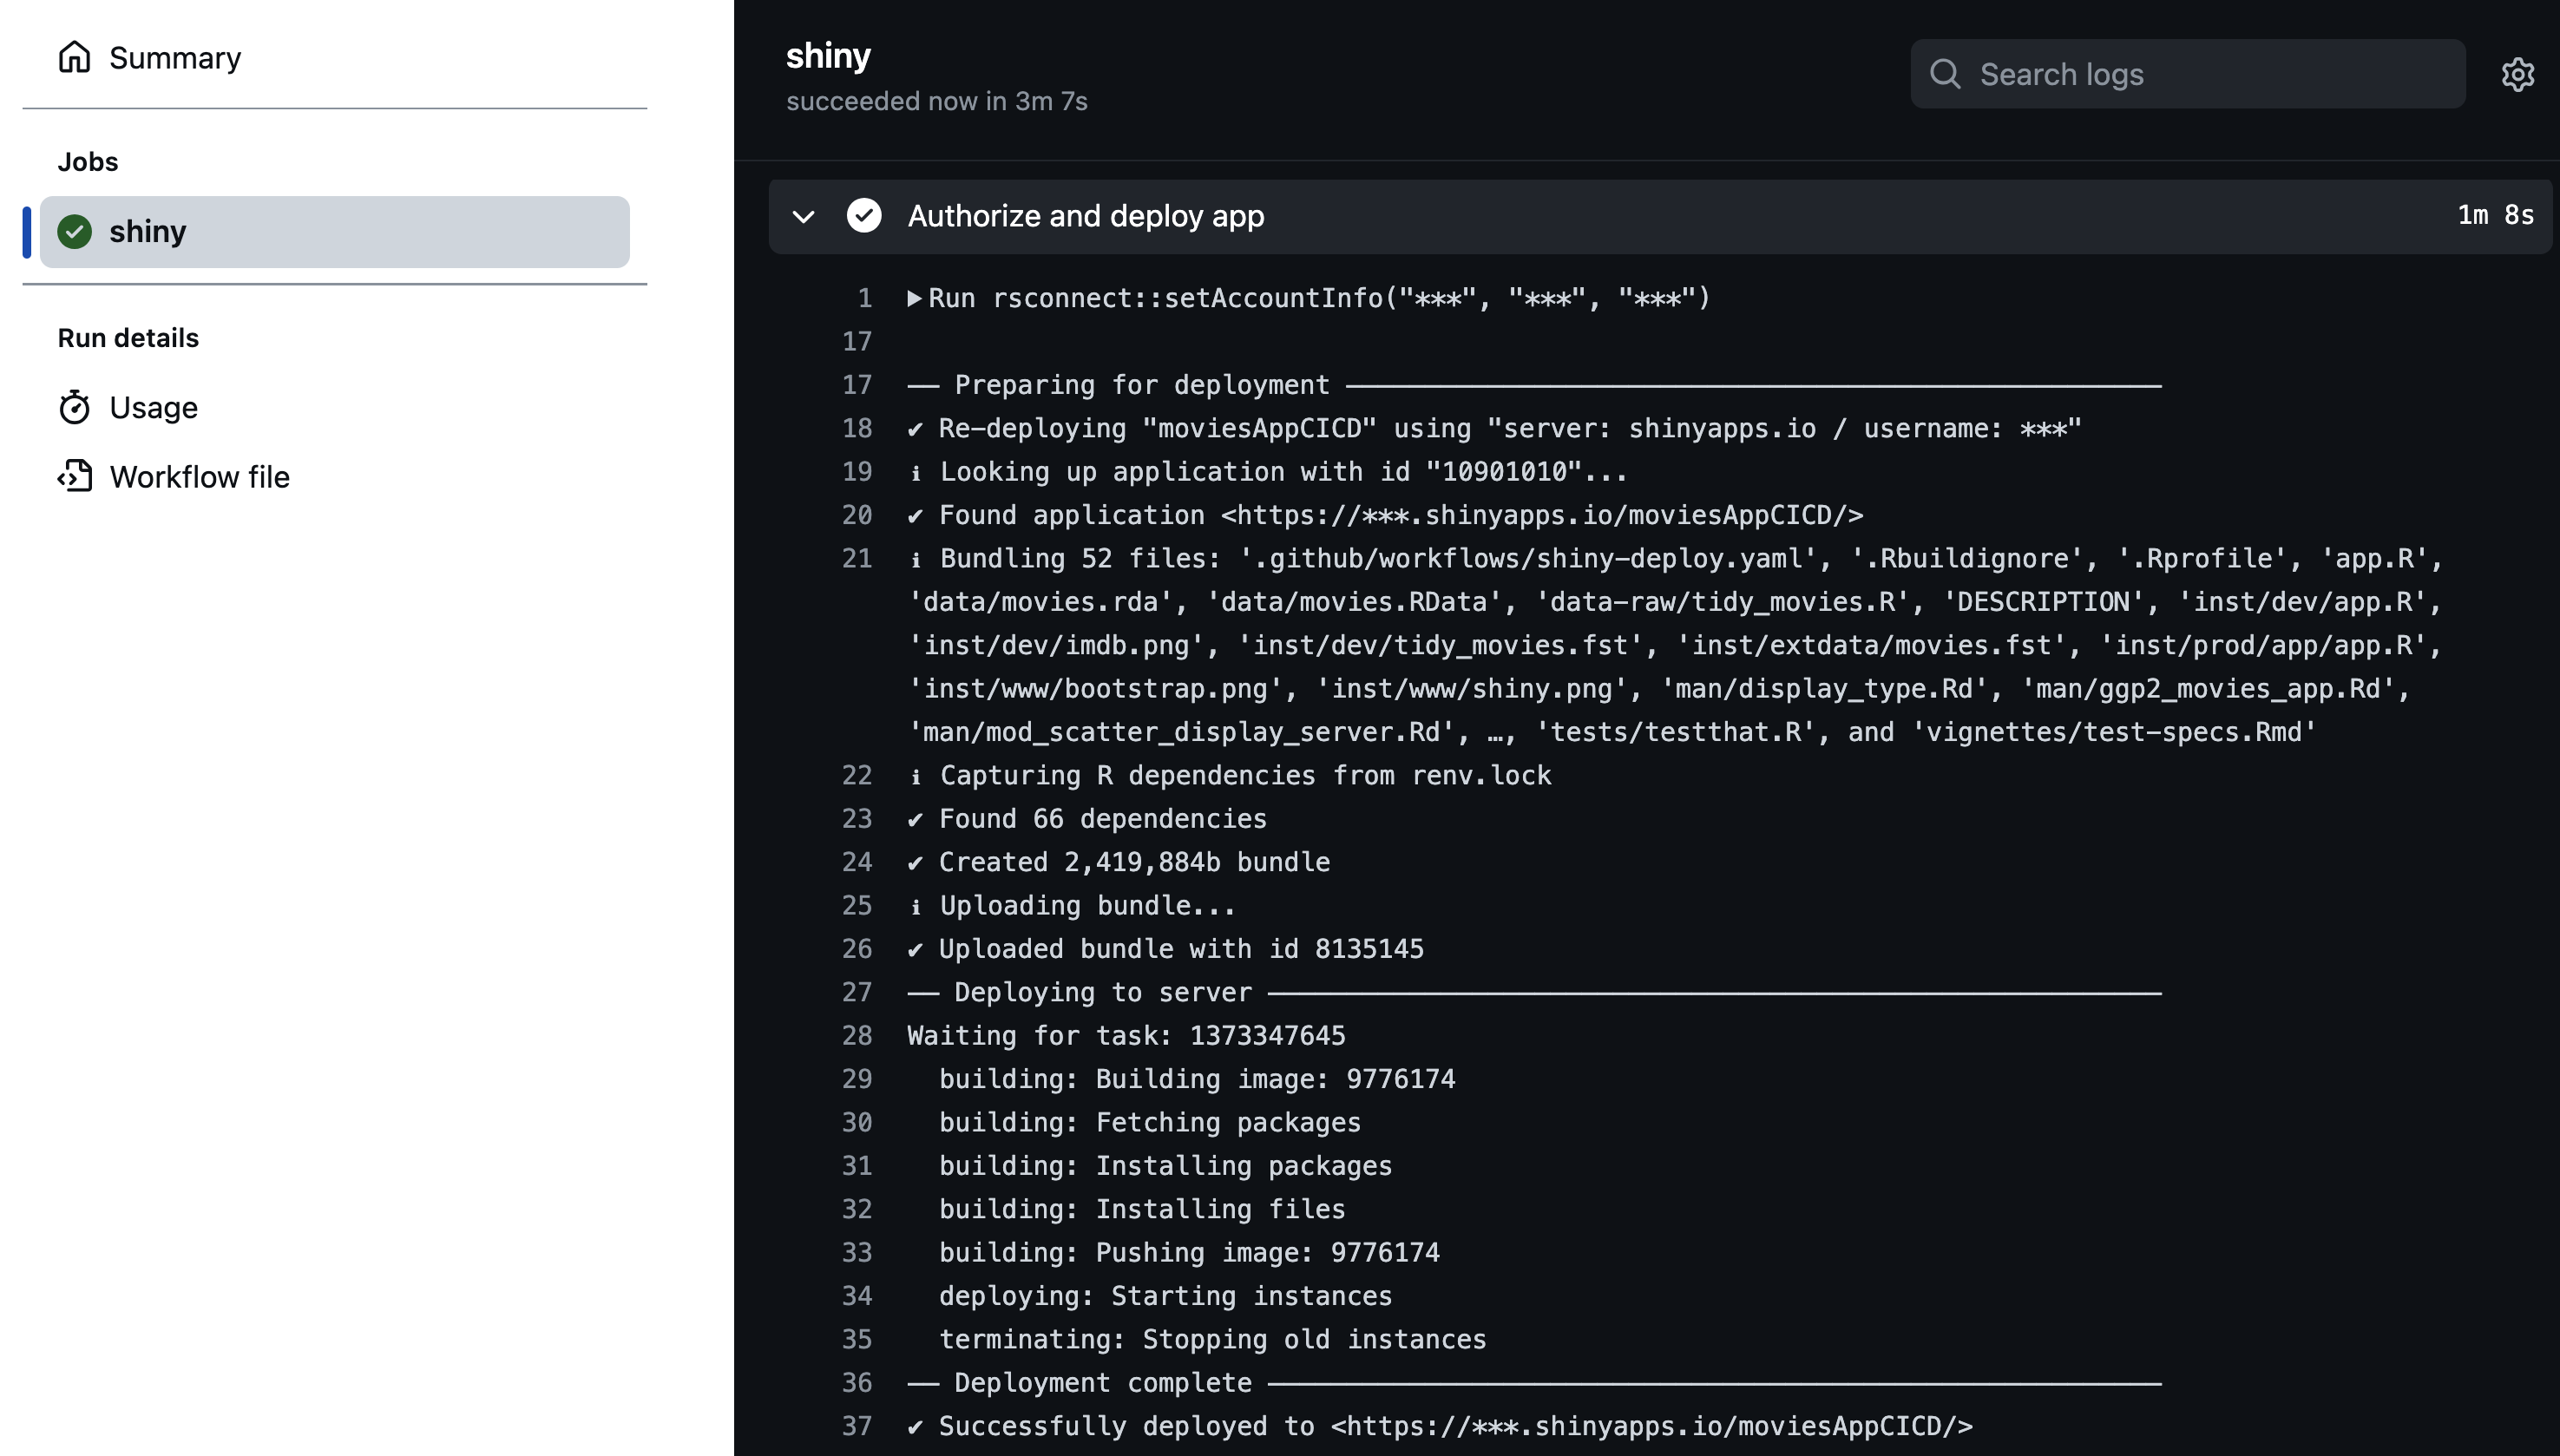 Summary
Jobs
shiny
Run details
Usage
Workflow file
shiny
succeeded now in 3m 7s
Search logs
Authorize and deploy app 1m 8s
1 ▶Run rsconnect::setAccountInfo("***", "***", "***")
17
17 —— Preparing for deployment ————————————————————————————————————————————————————
18 ✔ Re-deploying "moviesAppCICD" using "server: shinyapps.io / username: ***"
19 ℹ Looking up application with id "10901010"...
20 ✔ Found application <https://***.shinyapps.io/moviesAppCICD/>
21 ℹ Bundling 52 files: '.github/workflows/shiny-deploy.yaml', '.Rbuildignore', '.Rprofile', 'app.R',
'data/movies.rda', 'data/movies.RData', 'data-raw/tidy_movies.R', 'DESCRIPTION', 'inst/dev/app.R',
'inst/dev/imdb.png', 'inst/dev/tidy_movies.fst', 'inst/extdata/movies.fst', 'inst/prod/app/app.R',
'inst/www/bootstrap.png', 'inst/www/shiny.png', 'man/display_type.Rd', 'man/ggp2_movies_app.Rd',
'man/mod_scatter_display_server.Rd', …, 'tests/testthat.R', and 'vignettes/test-specs.Rmd'
22 ℹ Capturing R dependencies from renv.lock
23 ✔ Found 66 dependencies
24 ✔ Created 2,419,884b bundle
25 ℹ Uploading bundle...
26 ✔ Uploaded bundle with id 8135145
27 —— Deploying to server —————————————————————————————————————————————————————————
28 Waiting for task: 1373347645
29 building: Building image: 9776174
30 building: Fetching packages
31 building: Installing packages
32 building: Installing files
33 building: Pushing image: 9776174
34 deploying: Starting instances
35 terminating: Stopping old instances
36 —— Deployment complete —————————————————————————————————————————————————————————
37 ✔ Successfully deployed to <https://***.shinyapps.io/moviesAppCICD/>